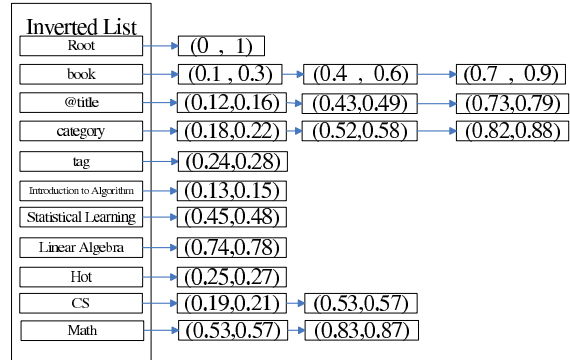 Inverted List
Root (0 , 1)
book (0.1 , 0.3) (0.4 , 0.6) (0.7 , 0.9)
@title (0.12,0.16) (0.43,0.49) (0.73,0.79)
category (0.18,0.22) (0.52,0.58) (0.82,0.88)
tag (0.24,0.28)
Introduction to Algorithm (0.13,0.15)
Statistical Learning (0.45,0.48)
Linear Algebra (0.74,0.78)
Hot (0.25,0.27)
CS (0.19,0.21) (0.53,0.57)
Math (0.53,0.57) (0.83,0.87)